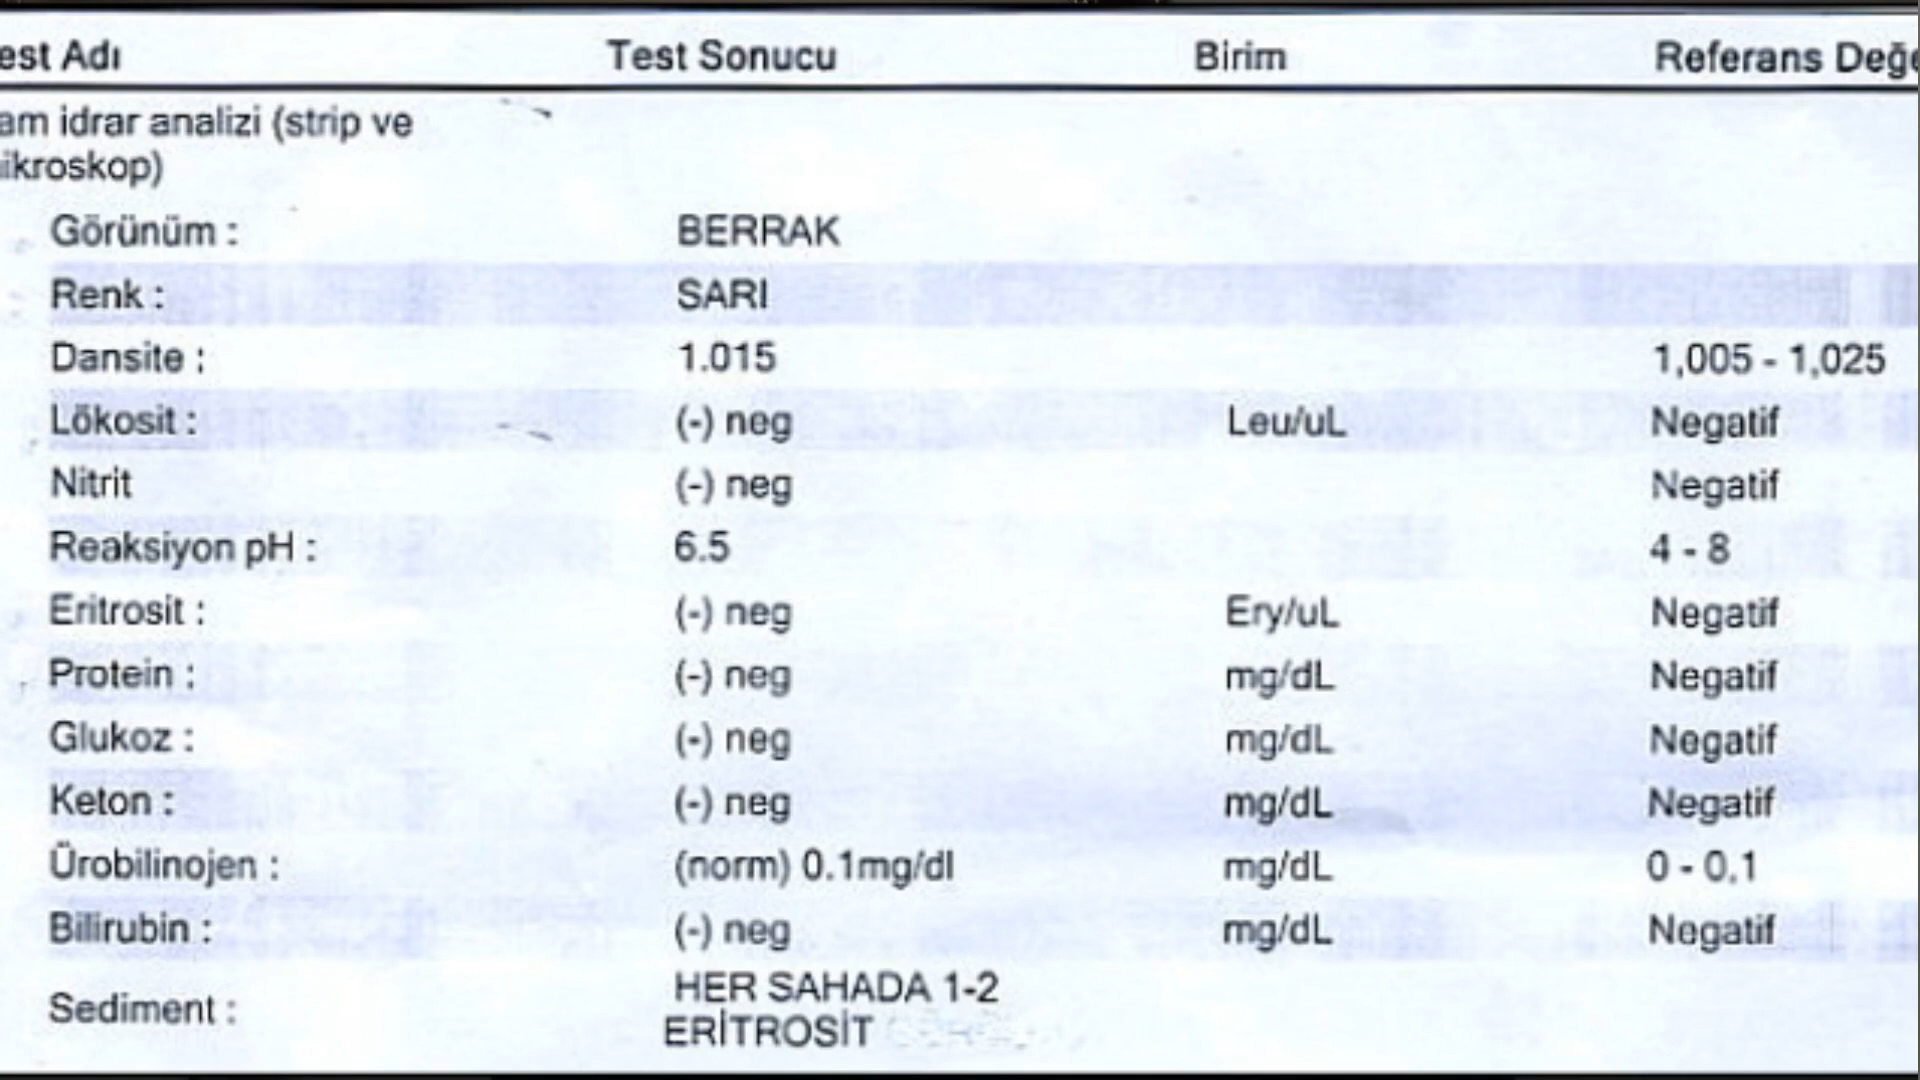 est Adı Test Sonucu Birim Referans Değe
am idrar analizi (strip ve
ikroskop)
Görünüm : BERRAK
Renk : SARI
Dansite : 1.015 1,005 - 1,025
Lökosit : (-) neg Leu/uL Negatif
Nitrit (-) neg Negatif
Reaksiyon pH : 6.5 4 - 8
Eritrosit : (-) neg Ery/uL Negatif
Protein : (-) neg mg/dL Negatif
Glukoz : (-) neg mg/dL Negatif
Keton : (-) neg mg/dL Negatif
Ürobilinojen : (norm) 0.1mg/dl mg/dL 0 - 0,1
Bilirubin : (-) neg mg/dL Negatif
Sediment : HER SAHADA 1-2
ERİTROSİT